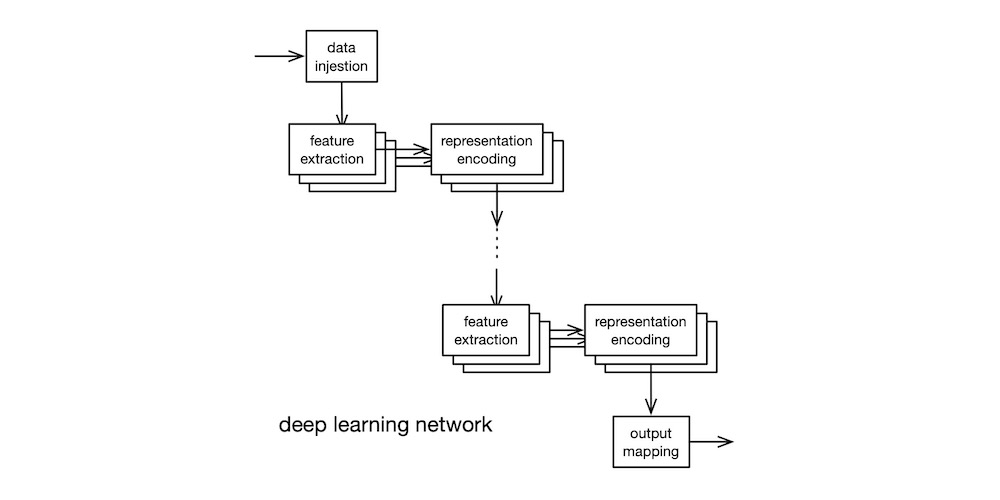 data
injestion
feature
extraction
representation
encoding
feature
extraction
representation
encoding
deep learning network
output
mapping